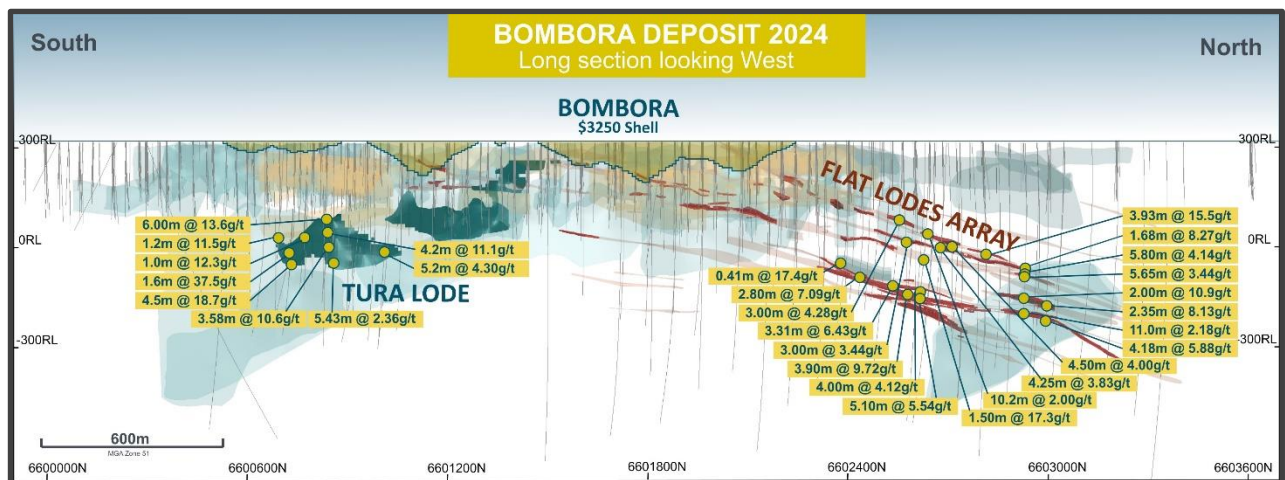 South
BOMBORA DEPOSIT 2024
Long section looking West
North
BOMBORA
$3250 Shell
300RL
300RL
FLAT LODES ARRAY
6.00m @ 13.6g/t
1.2m @ 11.5g/t
1.0m @ 12.3g/t
1.6m @ 37.5g/t
4.5m @ 18.7g/t
3.58m @ 10.6g/t
5.43m @ 2.36g/t
4.2m @ 11.1g/t
5.2m @ 4.30g/t
0RL
TURA LODE
0.41m @ 17.4g/t
2.80m @ 7.09g/t
3.00m @ 4.28g/t
3.31m @ 6.43g/t
3.00m @ 3.44g/t
3.90m @ 9.72g/t
4.00m @ 4.12g/t
5.10m @ 5.54g/t
1.50m @ 17.3g/t
10.2m @ 2.00g/t
4.25m @ 3.83g/t
4.50m @ 4.00g/t
3.93m @ 15.5g/t
1.68m @ 8.27g/t
5.80m @ 4.14g/t
5.65m @ 3.44g/t
2.00m @ 10.9g/t
2.35m @ 8.13g/t
11.0m @ 2.18g/t
4.18m @ 5.88g/t
0RL
-300RL
-300RL
600m
MGA Zone 51
6600000N
6600600N
6601200N
6601800N
6602400N
6603000N
6603600N